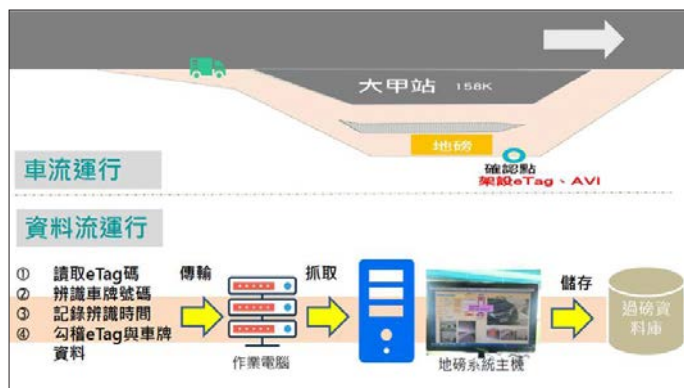 大甲站 158K
地磅
確認點
架設eTag、AVI
車流運行
資料流運行
① 讀取eTag碼
② 辨識車牌號碼
③ 記錄辨識時間
④ 勾稽eTag與車牌
資料
傳輸
作業電腦
抓取
地磅系統主機
儲存
過磅資
料庫